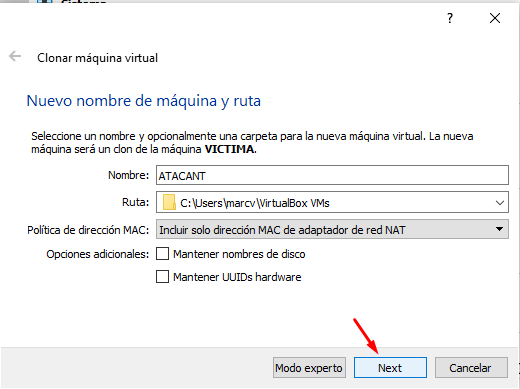 Clonar máquina virtual
Nuevo nombre de máquina y ruta
Seleccione un nombre y opcionalmente una carpeta para la nueva máquina virtual. La nueva
máquina será un clon de la máquina VICTIMA.
Nombre: ATACANT
Ruta: C:\Users\marcv\VirtualBox VMs
Política de dirección MAC: Incluir solo dirección MAC de adaptador de red NAT
Opciones adicionales: Mantener nombres de disco
Mantener UUIDs hardware
Modo experto Next Cancelar